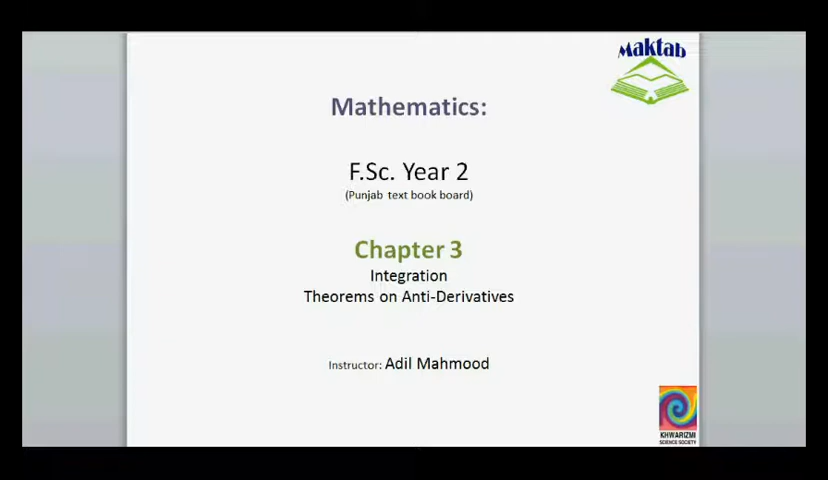 Maktab
Mathematics:
F.Sc. Year 2
(Punjab text book board)
Chapter 3
Integration
Theorems on Anti-Derivatives
Instructor: Adil Mahmood
KHWARIZMI
SCIENCE SOCIETY